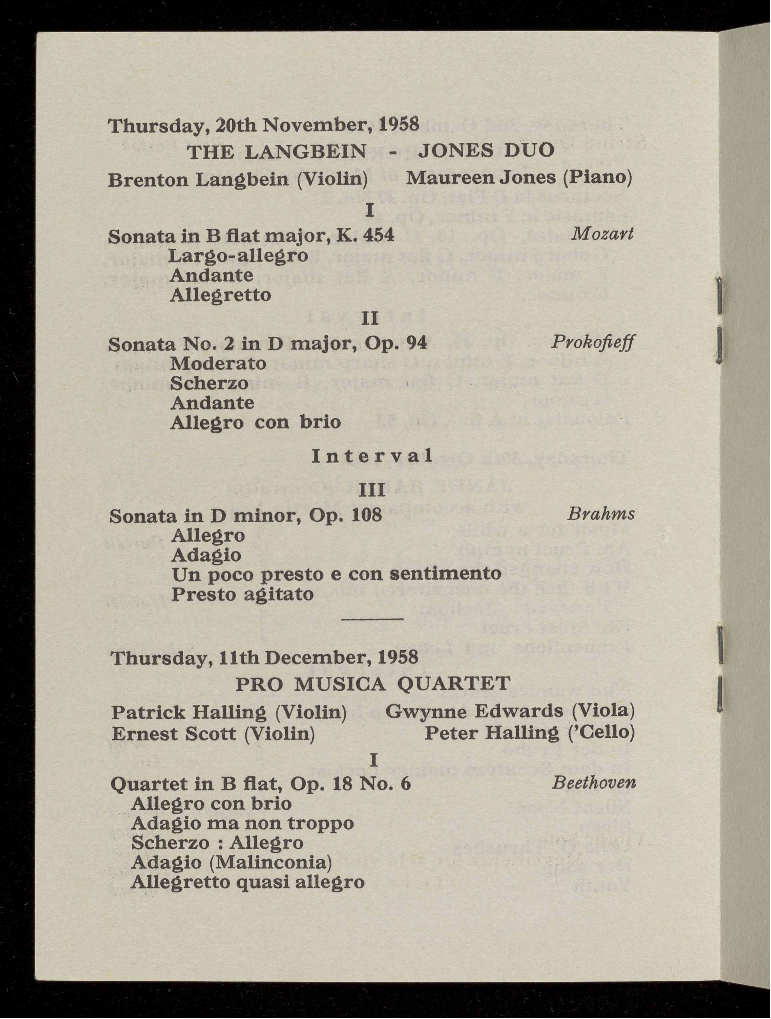 Thursday, 20th November, 1958
THE LANGBEIN - JONES DUO
Brenton Langbein (Violin) Maureen Jones (Piano)
I
Sonata in B flat major, K. 454 Mozart
Largo-allegro
Andante
Allegretto
II
Sonata No. 2 in D major, Op. 94 Prokofieff
Moderato
Scherzo
Andante
Allegro con brio
Interval
III
Sonata in D minor, Op. 108 Brahms
Allegro
Adagio
Un poco presto e con sentimento
Presto agitato
Thursday, 11th December, 1958
PRO MUSICA QUARTET
Patrick Halling (Violin) Gwynne Edwards (Viola)
Ernest Scott (Violin) Peter Halling ('Cello)
I
Quartet in B flat, Op. 18 No. 6 Beethoven
Allegro con brio
Adagio ma non troppo
Scherzo : Allegro
Adagio (Malinconia)
Allegretto quasi allegro